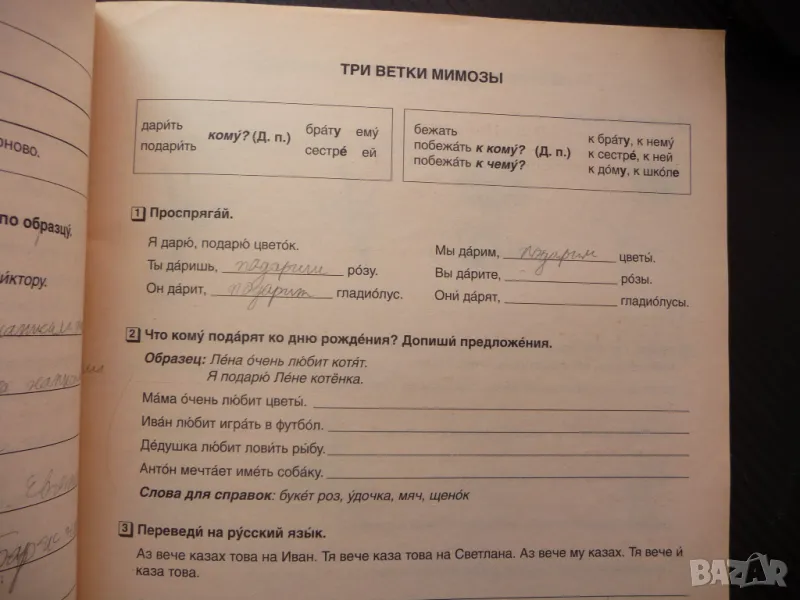 ТРИ ВЕТКИ МИМОЗЫ
дари́ть кому́? (Д. п.) бра́ту ему́
подари́ть сестре́ ей
бежать к бра́ту, к нему́
побежа́ть к кому́? (Д. п.) к сестре́, к ней
побежа́ть к чему́? к до́му, к шко́ле
1 Проспряга́й.
Я дарю́, подарю́ цвето́к.
Мы да́рим, подарим цветы́.
Ты да́ришь, подариш ро́зу.
Вы да́рите, ро́зы.
Он да́рит, подарит гладио́лус.
Они́ да́рят, гладио́лусы.
2 Что кому́ пода́рят ко дню рожде́ния? Допиши́ предложе́ния.
Образец: Ле́на о́чень лю́бит котя́т.
Я подарю́ Ле́не котёнка.
Ма́ма о́чень лю́бит цветы́.
Ива́н лю́бит игра́ть в футбо́л.
Де́душка лю́бит лови́ть ры́бу.
Анто́н мечта́ет име́ть соба́ку.
Слова для справок: буке́т роз, у́дочка, мяч, щено́к
3 Переведи́ на ру́сский язы́к.
Аз вече казах това на Иван. Тя вече каза това на Светлана. Аз вече му казах. Тя вече ѝ
каза това.
оново.
по образцу́.
и́ктору.
BAZAR